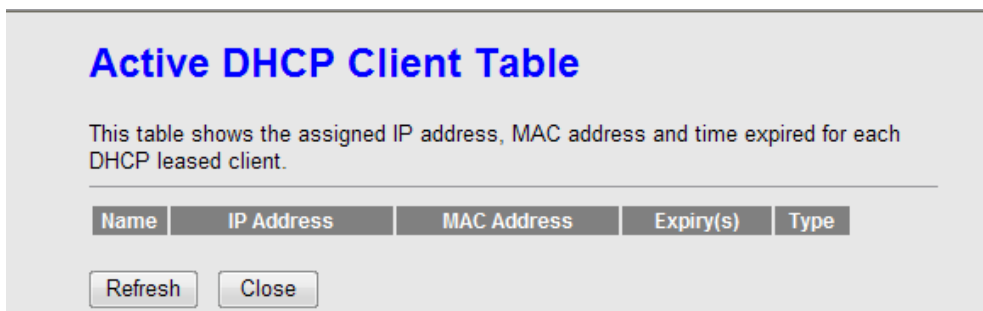 Active DHCP Client Table
This table shows the assigned IP address, MAC address and time expired for each
DHCP leased client.
Name IP Address MAC Address Expiry(s) Type
Refresh Close